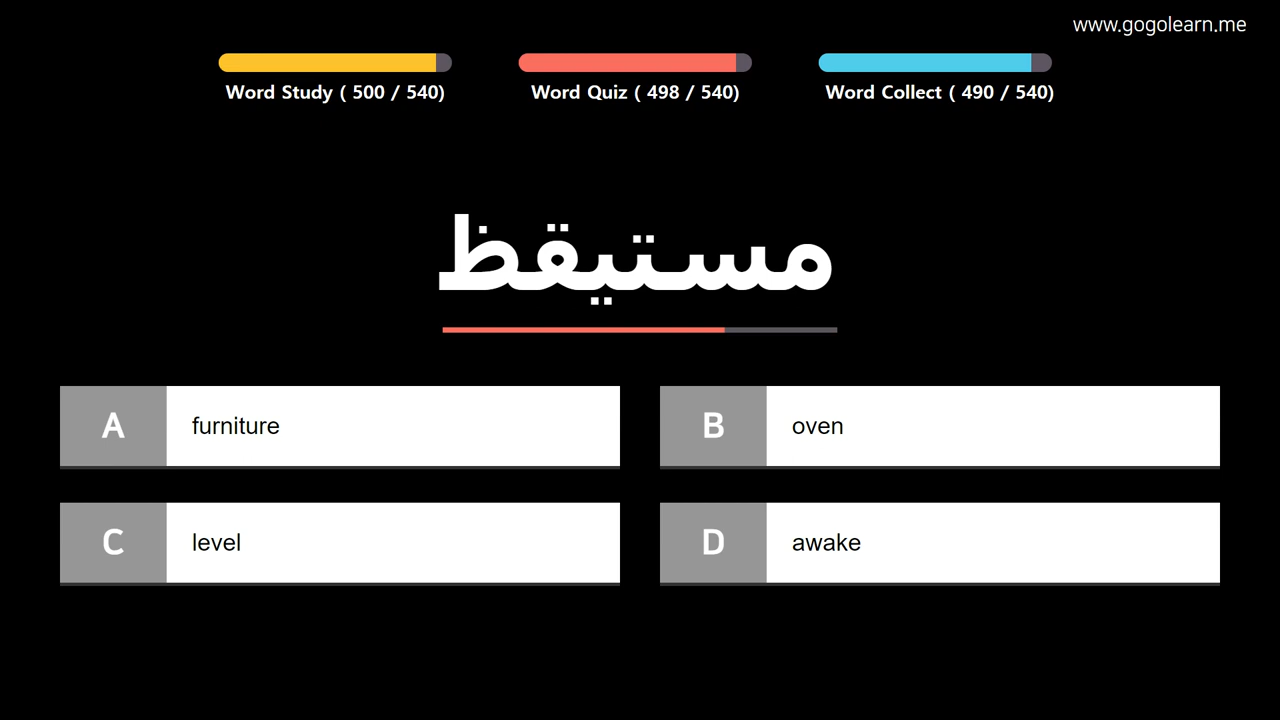 www.gogolearn.me
Word Study ( 500 / 540)
Word Quiz ( 498 / 540)
Word Collect ( 490 / 540)
مستيقظ
A furniture
B oven
C level
D awake